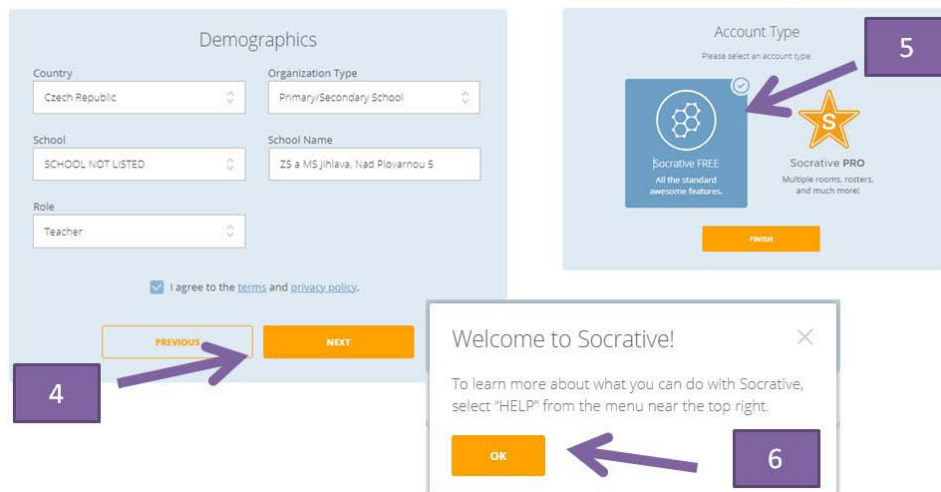 Demographics
Country
Organization Type
Czech Republic
Primary/Secondary School
School
School Name
SCHOOL NOT LISTED
ZS a MS Jihlava, Nad Plovarnou 5
Role
Teacher
I agree to the terms and privacy policy.
PREVIOUS
NEXT
4
Account Type
Please select an account type
5
Socrative FREE
All the standard
awesome features.
S
Socrative PRO
Multiple rooms, rosters,
and much more!
FINISH
Welcome to Socrative!
To learn more about what you can do with Socrative,
select "HELP" from the menu near the top right.
OK
6